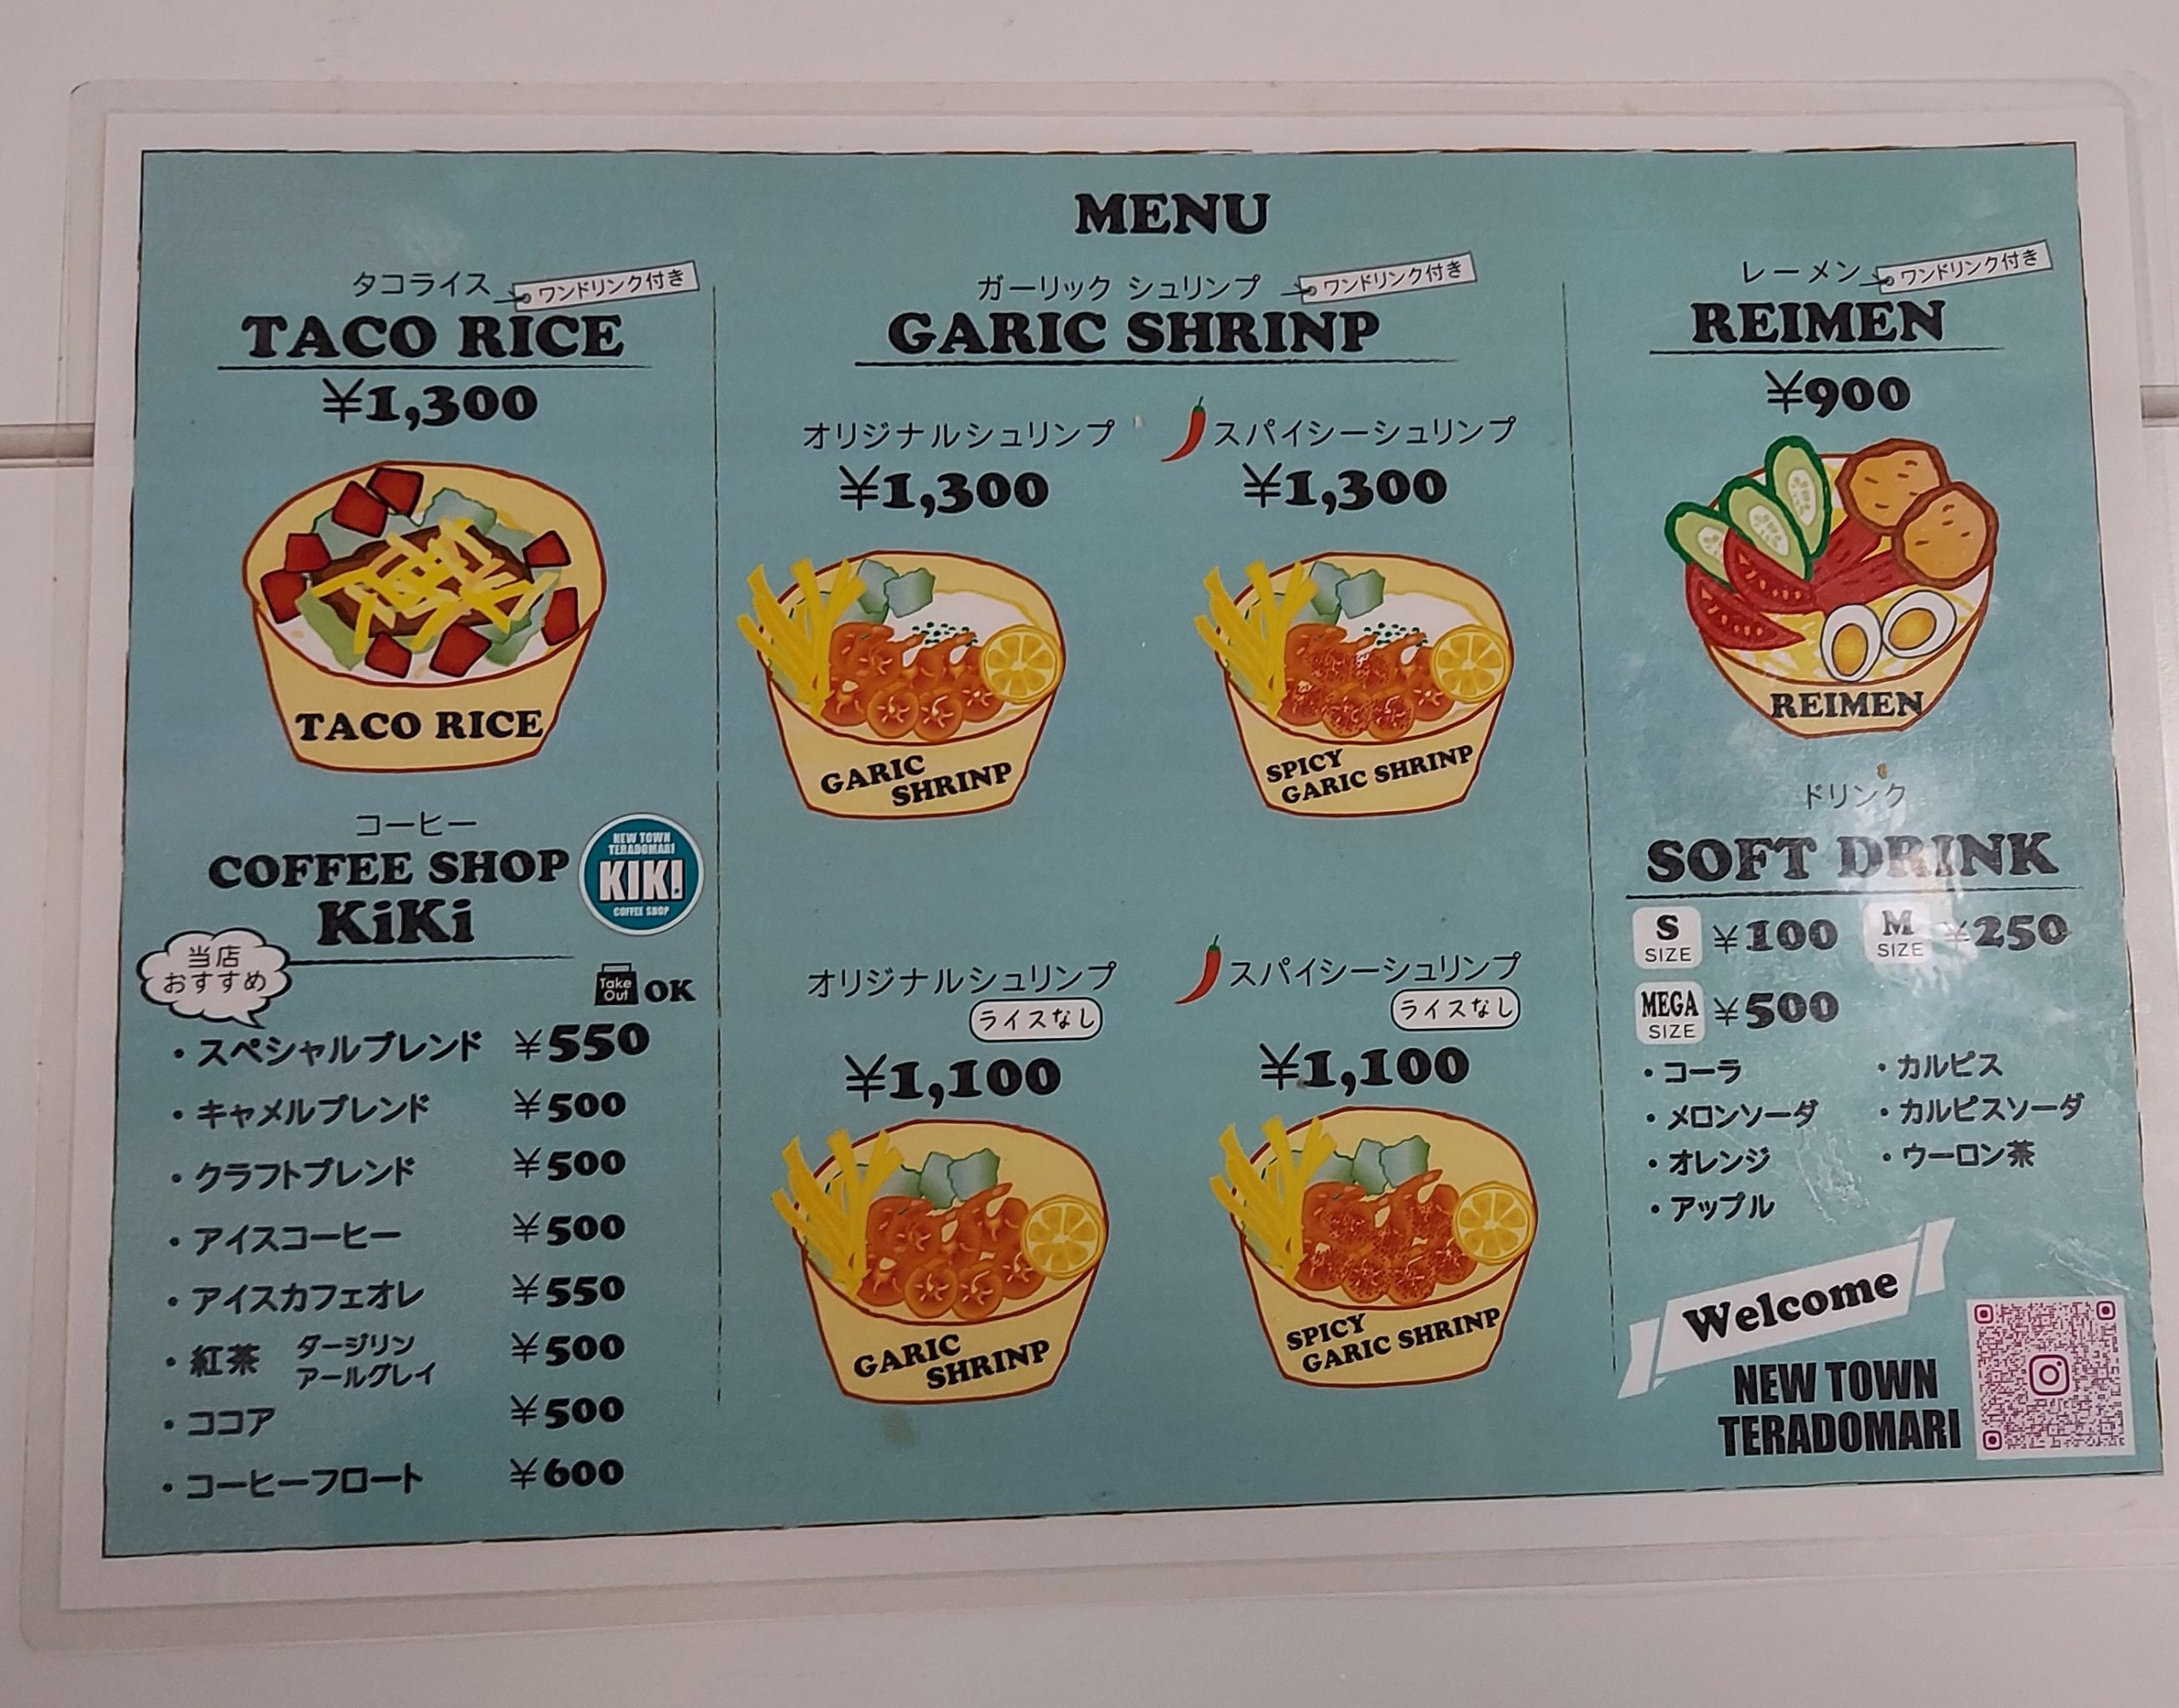 MENU
タコライス
ワンドリンク付き
TACO RICE
¥1,300
TACO RICE
コーヒー
COFFEE SHOP
KiKi
NEW TOWN
TERADOMARI
KIKI
COFFEE SHOP
当店
おすすめ
Take
Out
OK
・スペシャルブレンド ¥550
・キャメルブレンド ¥500
・クラフトブレンド ¥500
・アイスコーヒー ¥500
・アイスカフェオレ ¥550
・紅茶 ダージリン ¥500
アールグレイ
・ココア ¥500
・コーヒーフロート ¥600
ガーリック シュリンプ
ワンドリンク付き
GARIC SHRINP
オリジナルシュリンプ
¥1,300
GARIC
SHRINP
スパイシーシュリンプ
¥1,300
SPICY
GARIC SHRINP
オリジナルシュリンプ
ライスなし
¥1,100
GARIC
SHRINP
スパイシーシュリンプ
ライスなし
¥1,100
SPICY
GARIC SHRINP
レーメン
ワンドリンク付き
REIMEN
¥900
REIMEN
ドリンク
SOFT DRINK
S SIZE ¥100 M SIZE ¥250
MEGA SIZE ¥500
・コーラ ・カルピス
・メロンソーダ ・カルピスソーダ
・オレンジ ・ウーロン茶
・アップル
Welcome
NEW TOWN
TERADOMARI